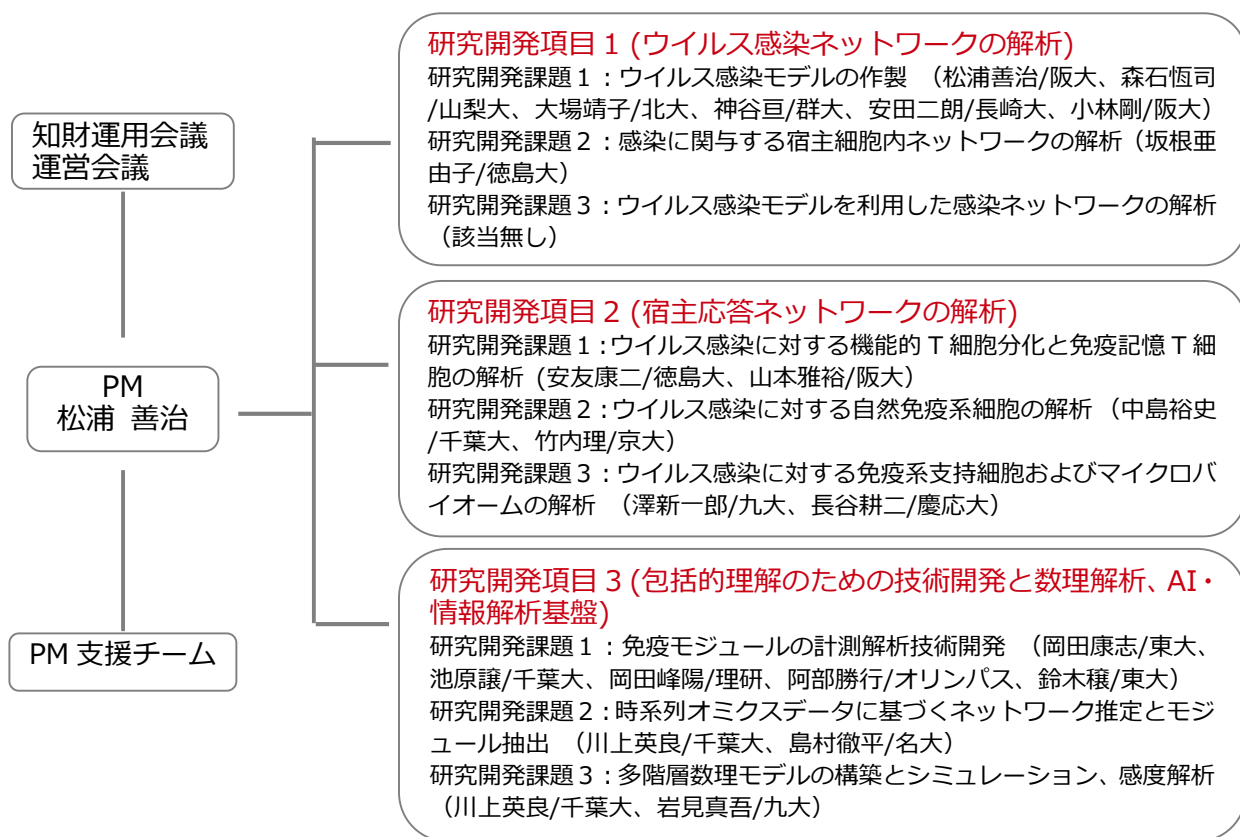 知財運用会議
運営会議
PM
松浦 善治
PM 支援チーム
研究開発項目 1 (ウイルス感染ネットワークの解析)
研究開発課題 1：ウイルス感染モデルの作製 （松浦善治/阪大、森石恆司
/山梨大、大場靖子/北大、神谷亘/群大、安田二朗/長崎大、小林剛/阪大）
研究開発課題 2：感染に関与する宿主細胞内ネットワークの解析（坂根亜
由子/徳島大）
研究開発課題 3：ウイルス感染モデルを利用した感染ネットワークの解析
（該当無し）
研究開発項目 2 (宿主応答ネットワークの解析)
研究開発課題 1：ウイルス感染に対する機能的 T 細胞分化と免疫記憶 T 細
胞の解析 (安友康二/徳島大、山本雅裕/阪大）
研究開発課題 2：ウイルス感染に対する自然免疫系細胞の解析 （中島裕史
/千葉大、竹内理/京大）
研究開発課題 3：ウイルス感染に対する免疫系支持細胞およびマイクロバ
イオームの解析 （澤新一郎/九大、長谷耕二/慶応大）
研究開発項目 3 (包括的理解のための技術開発と数理解析、AI・
情報解析基盤)
研究開発課題 1：免疫モジュールの計測解析技術開発 （岡田康志/東大、
池原譲/千葉大、岡田峰陽/理研、阿部勝行/オリンパス、鈴木穣/東大）
研究開発課題 2：時系列オミクスデータに基づくネットワーク推定とモジ
ュール抽出 （川上英良/千葉大、島村徹平/名大）
研究開発課題 3：多階層数理モデルの構築とシミュレーション、感度解析
（川上英良/千葉大、岩見真吾/九大）